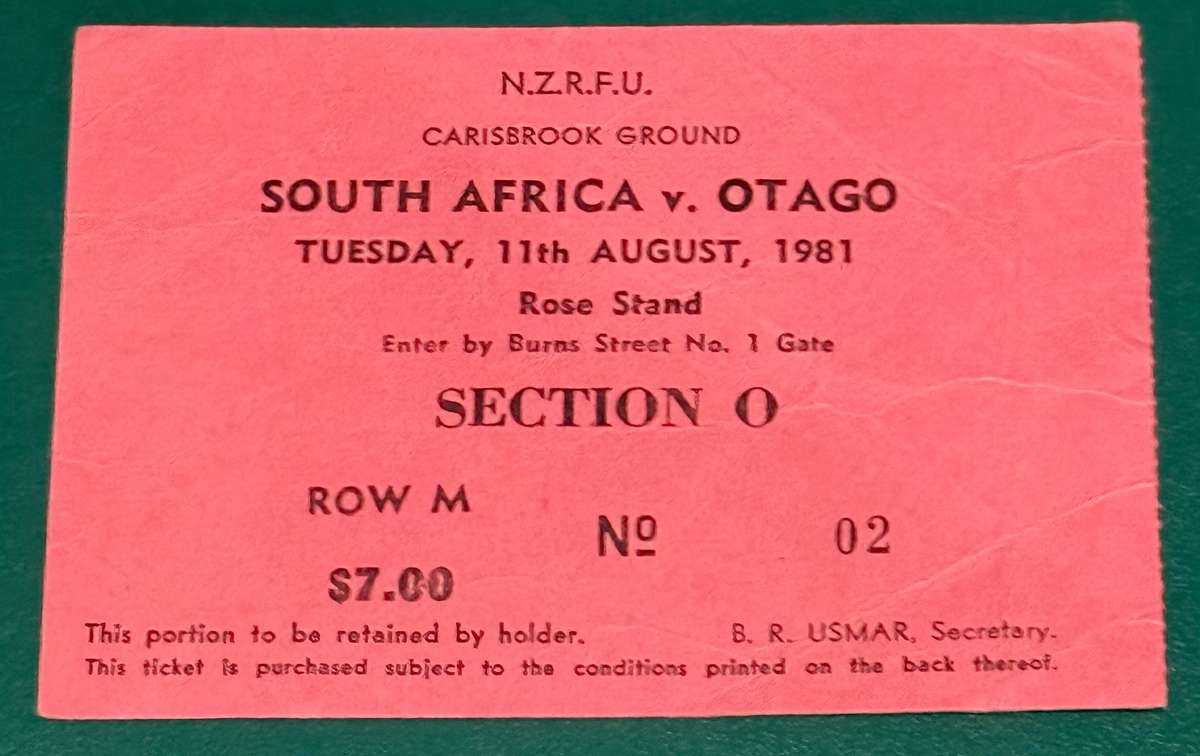 N.Z.R.F.U.
CARISBROOK GROUND
SOUTH AFRICA v. OTAGO
TUESDAY, 11th AUGUST, 1981
Rose Stand
Enter by Burns Street No. 1 Gate
SECTION O
ROW M
Nº 02
$7.00
This portion to be retained by holder. B. R. USMAR, Secretary.
This ticket is purchased subject to the conditions printed on the back thereof.